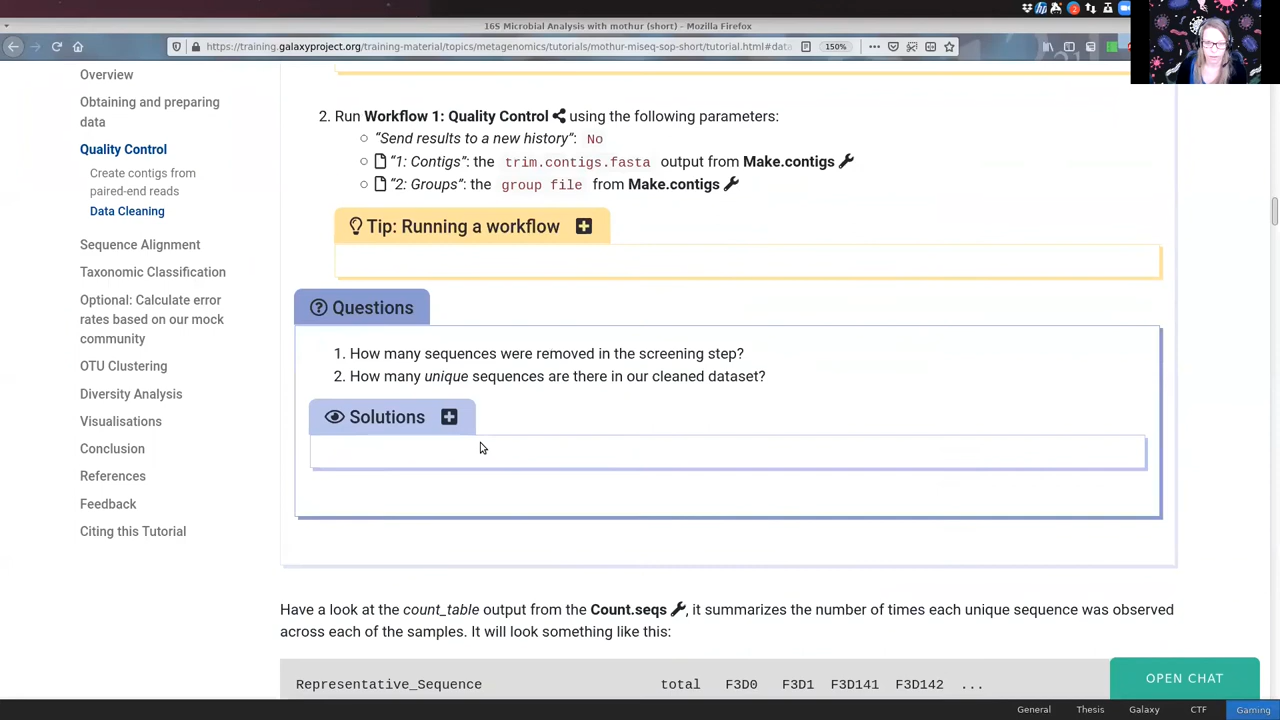 16S Microbial Analysis with mothur (short) - Mozilla Firefox
https://training.galaxyproject.org/training-material/topics/metagenomics/tutorials/mothur-miseq-sop-short/tutorial.html#data
150%
Overview
Obtaining and preparing
data
Quality Control
Create contigs from
paired-end reads
Data Cleaning
Sequence Alignment
Taxonomic Classification
Optional: Calculate error
rates based on our mock
community
OTU Clustering
Diversity Analysis
Visualisations
Conclusion
References
Feedback
Citing this Tutorial
2. Run Workflow 1: Quality Control using the following parameters:
"Send results to a new history": No
"1: Contigs": the trim.contigs.fasta output from Make.contigs
"2: Groups": the group file from Make.contigs
Tip: Running a workflow
Questions
1. How many sequences were removed in the screening step?
2. How many unique sequences are there in our cleaned dataset?
Solutions
Have a look at the count_table output from the Count.seqs , it summarizes the number of times each unique sequence was observed
across each of the samples. It will look something like this:
Representative_Sequence total F3D0 F3D1 F3D141 F3D142 ...
OPEN CHAT
General Thesis Galaxy CTF Gaming